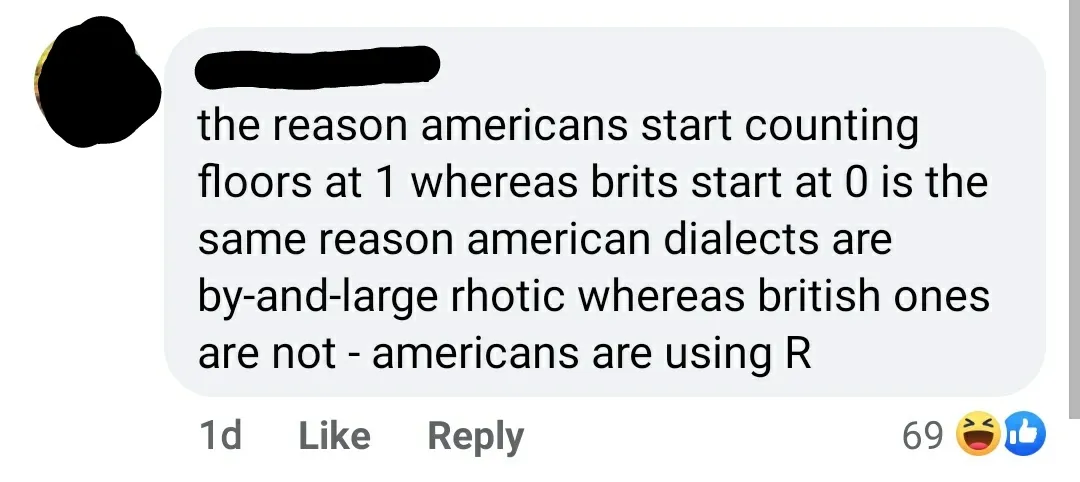 the reason americans start counting
floors at 1 whereas brits start at 0 is the
same reason american dialects are
by-and-large rhotic whereas british ones
are not - americans are using R
1d Like Reply 69